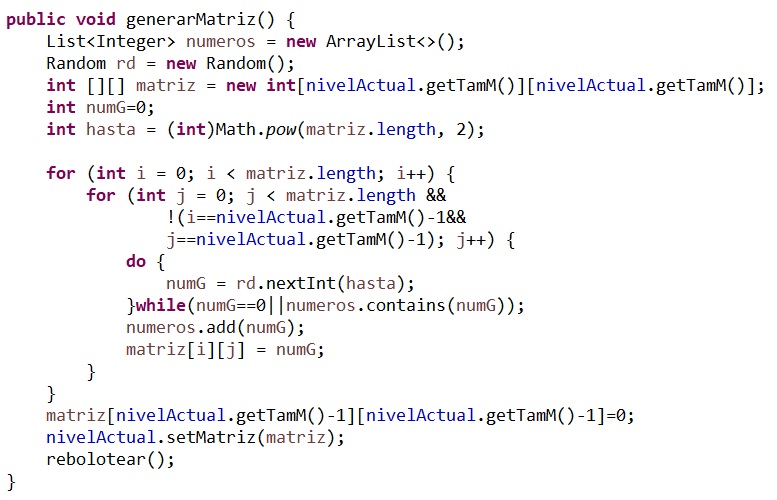 public void generarMatriz() {
    List<Integer> numeros = new ArrayList<>();
    Random rd = new Random();
    int [][] matriz = new int[nivelActual.getTamM()][nivelActual.getTamM()];
    int numG=0;
    int hasta = (int)Math.pow(matriz.length, 2);

    for (int i = 0; i < matriz.length; i++) {
        for (int j = 0; j < matriz.length &&
                !(i==nivelActual.getTamM()-1&&
                j==nivelActual.getTamM()-1); j++) {
            do {
                numG = rd.nextInt(hasta);
            }while(numG==0||numeros.contains(numG));
            numeros.add(numG);
            matriz[i][j] = numG;
        }
    }
    matriz[nivelActual.getTamM()-1][nivelActual.getTamM()-1]=0;
    nivelActual.setMatriz(matriz);
    rebolotear();
}